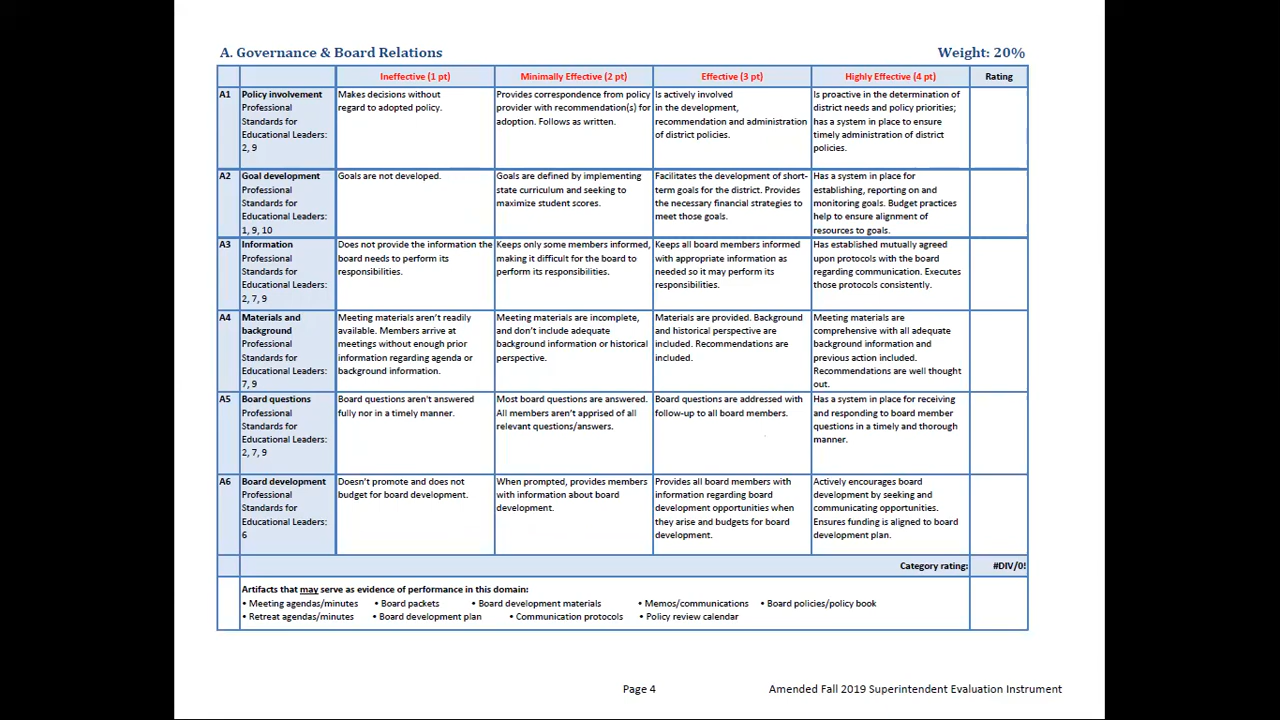 A. Governance & Board Relations Weight: 20%
Ineffective (1 pt) Minimally Effective (2 pt) Effective (3 pt) Highly Effective (4 pt) Rating
A1
Policy involvement
Professional
Standards for
Educational Leaders:
2, 9
Makes decisions without
regard to adopted policy.
Provides correspondence from policy
provider with recommendation(s) for
adoption. Follows as written.
Is actively involved
in the development,
recommendation and administration
of district policies.
Is proactive in the determination of
district needs and policy priorities;
has a system in place to ensure
timely administration of district
policies.
A2
Goal development
Professional
Standards for
Educational Leaders:
1, 9, 10
Goals are not developed.
Goals are defined by implementing
state curriculum and seeking to
maximize student scores.
Facilitates the development of short-
term goals for the district. Provides
the necessary financial strategies to
meet those goals.
Has a system in place for
establishing, reporting on and
monitoring goals. Budget practices
help to ensure alignment of
resources to goals.
A3
Information
Professional
Standards for
Educational Leaders:
2, 7, 9
Does not provide the information the
board needs to perform its
responsibilities.
Keeps only some members informed,
making it difficult for the board to
perform its responsibilities.
Keeps all board members informed
with appropriate information as
needed so it may perform its
responsibilities.
Has established mutually agreed
upon protocols with the board
regarding communication. Executes
those protocols consistently.
A4
Materials and
background
Professional
Standards for
Educational Leaders:
7, 9
Meeting materials aren't readily
available. Members arrive at
meetings without enough prior
information regarding agenda or
background information.
Meeting materials are incomplete,
and don't include adequate
background information or historical
perspective.
Materials are provided. Background
and historical perspective are
included. Recommendations are
included.
Meeting materials are
comprehensive with all adequate
background information and
previous action included.
Recommendations are well thought
out.
A5
Board questions
Professional
Standards for
Educational Leaders:
2, 7, 9
Board questions aren't answered
fully nor in a timely manner.
Most board questions are answered.
All members aren't apprised of all
relevant questions/answers.
Board questions are addressed with
follow-up to all board members.
Has a system in place for receiving
and responding to board member
questions in a timely and thorough
manner.
A6
Board development
Professional
Standards for
Educational Leaders:
6
Doesn't promote and does not
budget for board development.
When prompted, provides members
with information about board
development.
Provides all board members with
information regarding board
development opportunities when
they arise and budgets for board
development.
Actively encourages board
development by seeking and
communicating opportunities.
Ensures funding is aligned to board
development plan.
Category rating: #DIV/0!
Artifacts that may serve as evidence of performance in this domain:
• Meeting agendas/minutes • Board packets • Board development materials • Memos/communications • Board policies/policy book
• Retreat agendas/minutes • Board development plan • Communication protocols • Policy review calendar
Page 4 Amended Fall 2019 Superintendent Evaluation Instrument